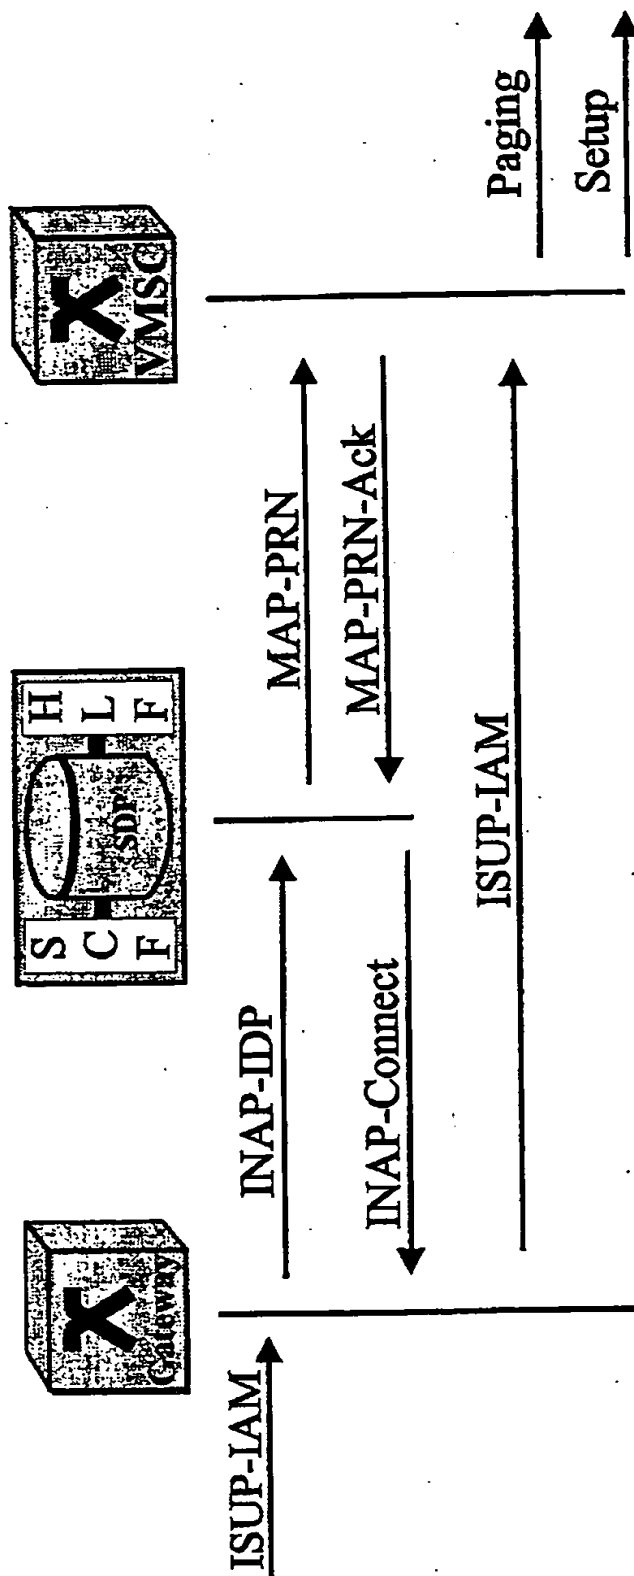 X
Gateway
S
C
F
SDP
H
L
F
X
VMSC
ISUP-IAM
INAP-IDP
MAP-PRN
MAP-PRN-Ack
INAP-Connect
ISUP-IAM
Paging
Setup